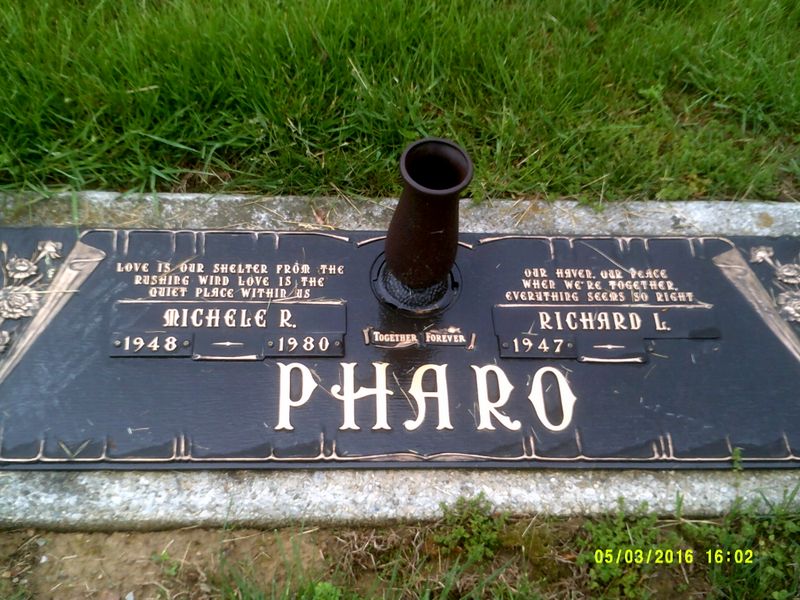 LOVE IS OUR SHELTER FROM THE
RUSHING WIND LOVE IS THE
QUIET PLACE WITHIN US
MICHELE R.
1948 - 1980
TOGETHER FOREVER
OUR HAVEN, OUR PEACE
WHEN WE'RE TOGETHER,
EVERYTHING SEEMS SO RIGHT
RICHARD L.
1947 -
PHARO
05/03/2016 16:02